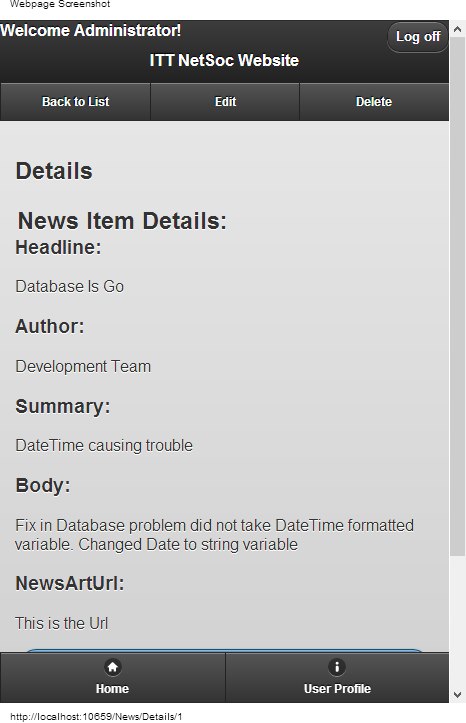 Webpage Screenshot
Welcome Administrator!
Log off
ITT NetSoc Website
Back to List
Edit
Delete
Details
News Item Details:
Headline:
Database Is Go
Author:
Development Team
Summary:
DateTime causing trouble
Body:
Fix in Database problem did not take DateTime formatted
variable. Changed Date to string variable
NewsArtUrl:
This is the Url
Home
User Profile
http://localhost:10659/News/Details/1